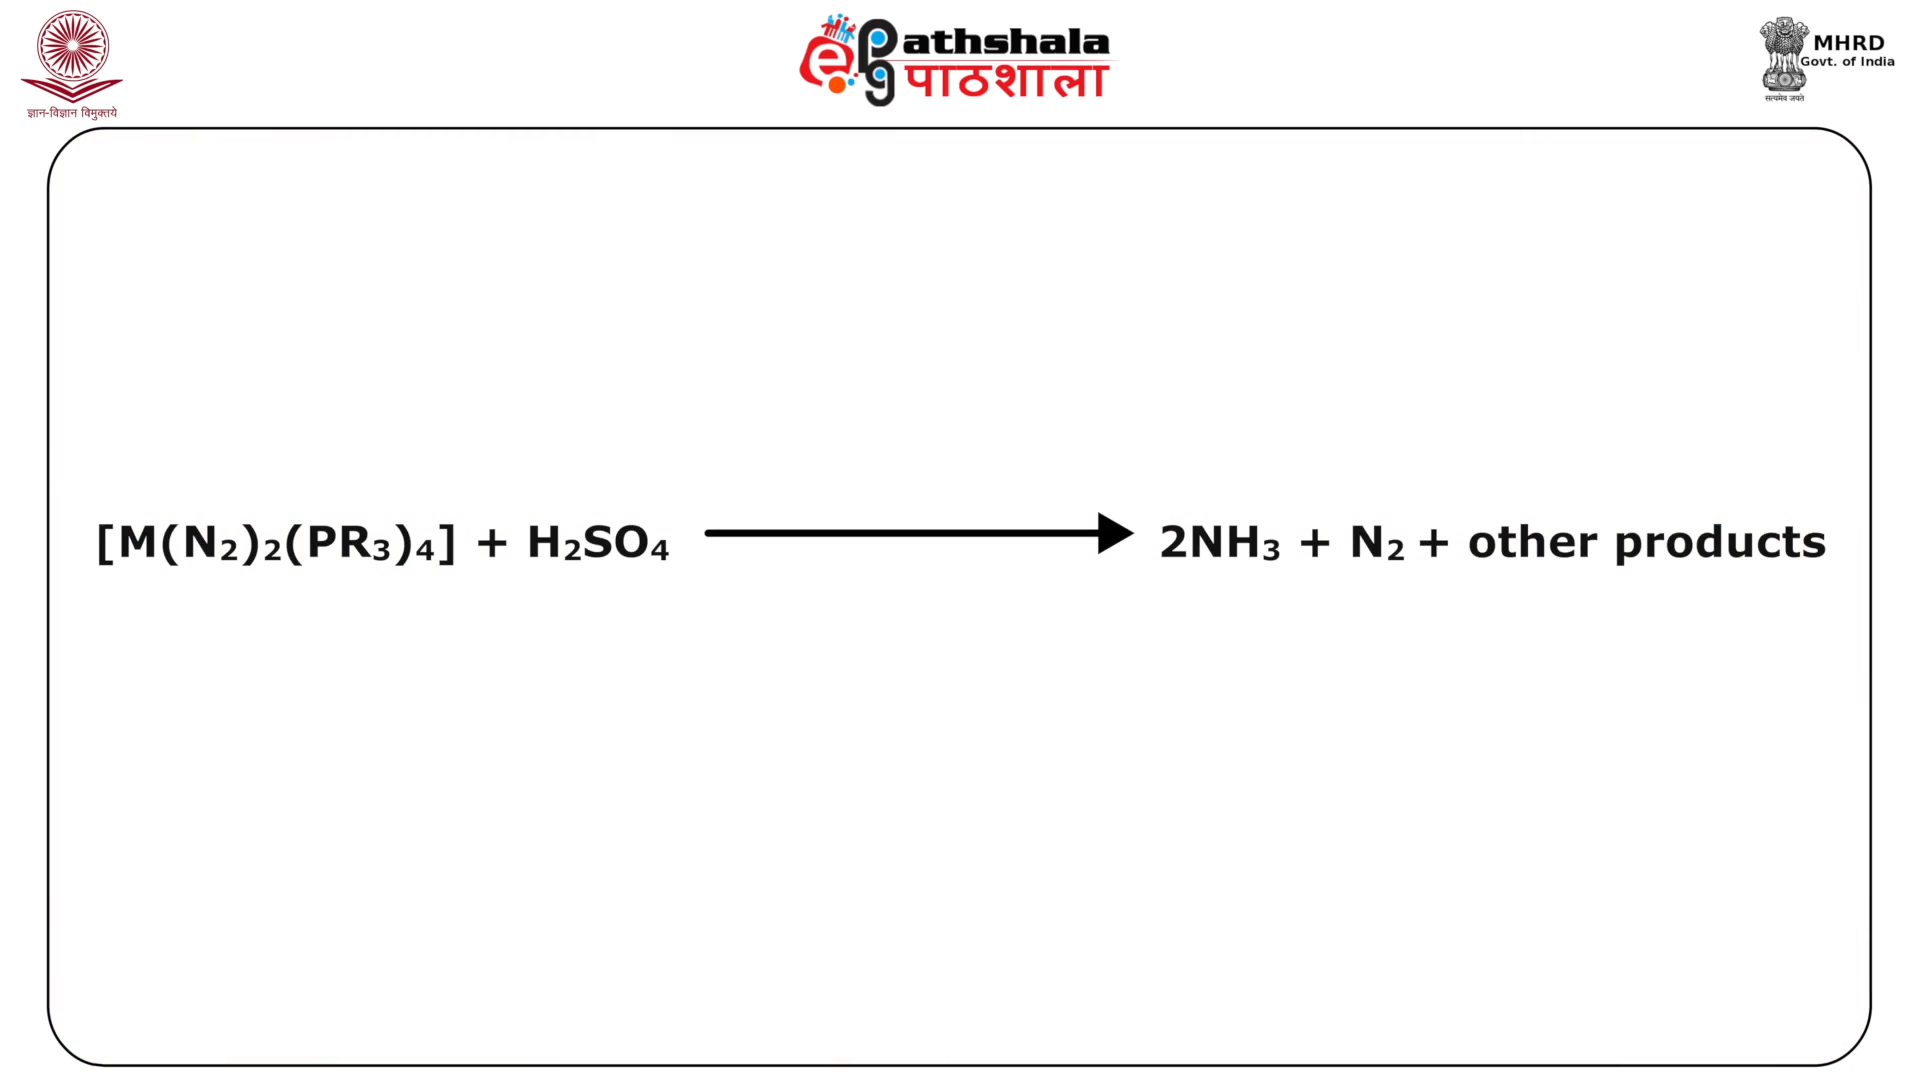 ज्ञान-विज्ञान विमुक्तये
ePG athshala
पाठशाला
MHRD
Govt. of India
सत्यमेव जयते
[M(N₂)₂(PR₃)₄] + H₂SO₄ ⟶ 2NH₃ + N₂ + other products